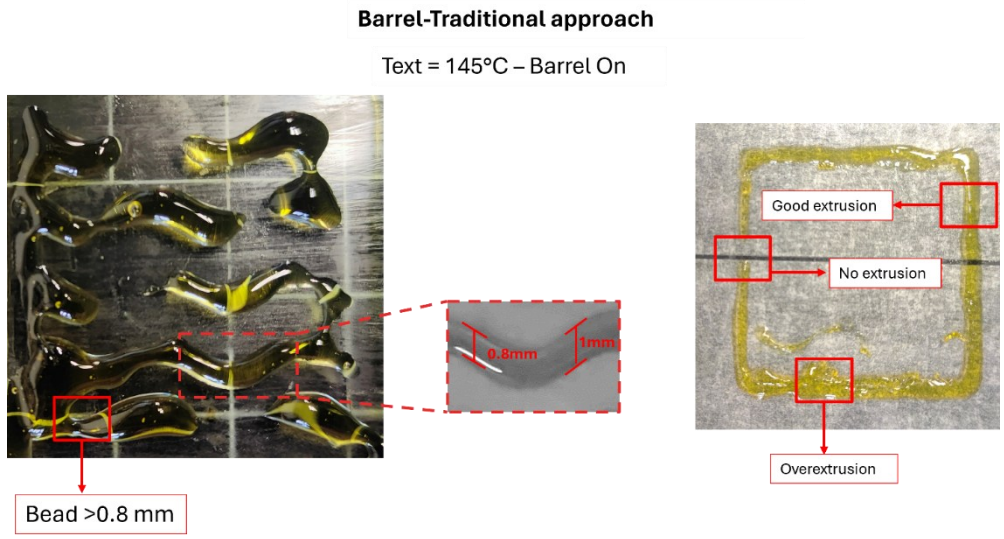 Barrel-Traditional approach
Text = 145°C – Barrel On
Good extrusion
No extrusion
0.8mm
1mm
Overextrusion
Bead >0.8 mm